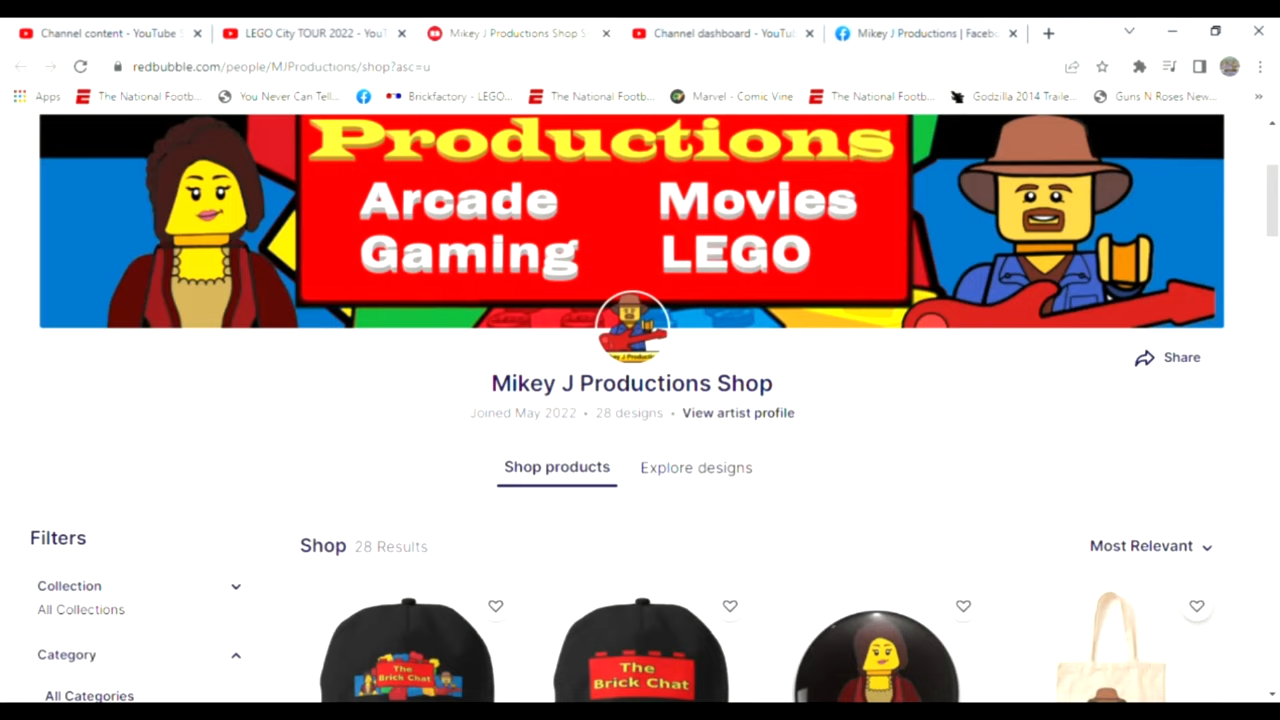 Channel content - YouTube S
LEGO City TOUR 2022 - YouT
Mikey J Productions Shop S
Channel dashboard - YouTu
Mikey J Productions | Facebo
redbubble.com/people/MJProductions/shop?asc=u
Apps
The National Footb...
You Never Can Tell...
Brickfactory - LEGO...
The National Footb...
Marvel - Comic Vine
The National Footb...
Godzilla 2014 Traile...
Guns N Roses New...
»
Productions
Arcade Movies
Gaming LEGO
Share
Mikey J Productions Shop
Joined May 2022 • 28 designs • View artist profile
Shop products Explore designs
Filters
Shop 28 Results
Most Relevant
Collection
All Collections
Category
All Categories
The
Brick Chat
The
Brick Chat